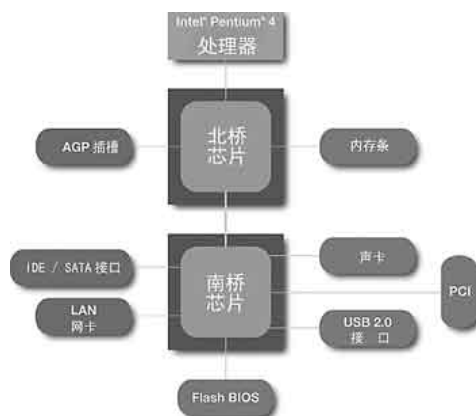 Intel® Pentium® 4
处理器
北桥
芯片
AGP 插槽
内存条
IDE / SATA 接口
声卡
南桥
芯片
PCI
LAN
网卡
USB 2.0
接 口
Flash BIOS